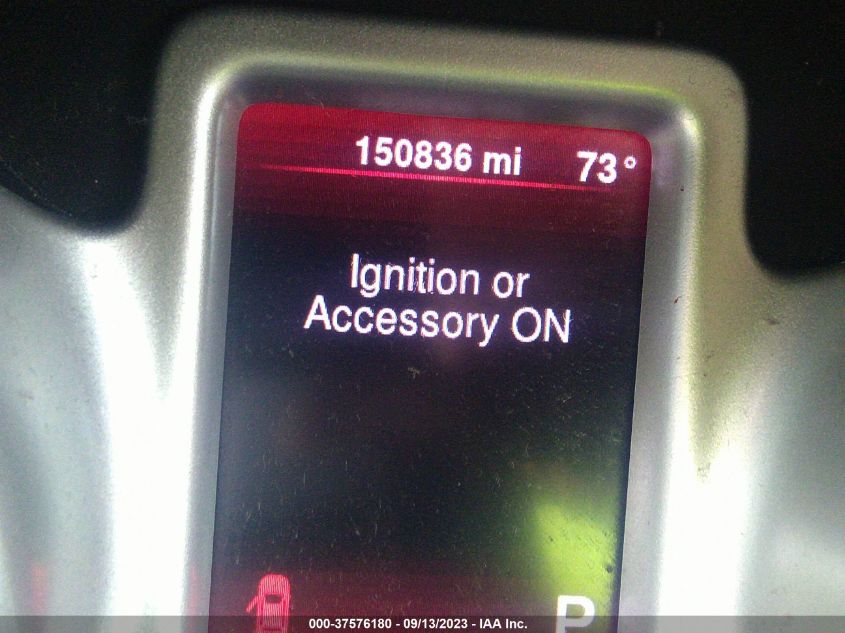 150836 mi 73°
Ignition or
Accessory ON
P
000-37576180 - 09/13/2023 - IAA Inc.